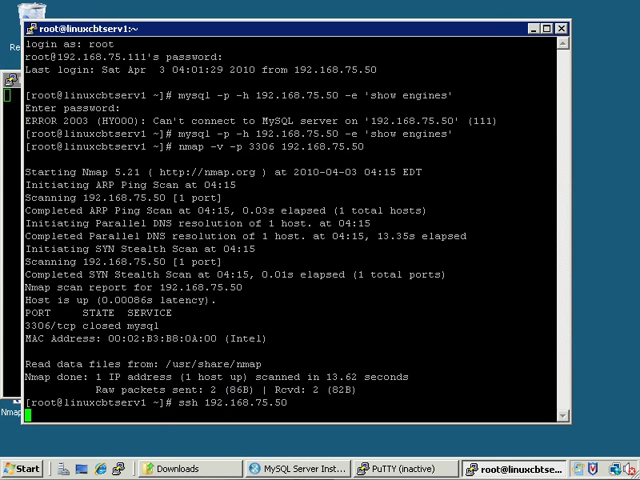 root@linuxcbtserv1:~
login as: root
root@192.168.75.111's password:
Last login: Sat Apr  3 04:01:29 2010 from 192.168.75.50
[root@linuxcbtserv1 ~]# mysql -p -h 192.168.75.50 -e 'show engines'
Enter password:
ERROR 2003 (HY000): Can't connect to MySQL server on '192.168.75.50' (111)
[root@linuxcbtserv1 ~]# mysql -p -h 192.168.75.50 -e 'show engines'
[root@linuxcbtserv1 ~]# nmap -v -p 3306 192.168.75.50
Starting Nmap 5.21 ( http://nmap.org ) at 2010-04-03 04:15 EDT
Initiating ARP Ping Scan at 04:15
Scanning 192.168.75.50 [1 port]
Completed ARP Ping Scan at 04:15, 0.03s elapsed (1 total hosts)
Initiating Parallel DNS resolution of 1 host. at 04:15
Completed Parallel DNS resolution of 1 host. at 04:15, 13.35s elapsed
Initiating SYN Stealth Scan at 04:15
Scanning 192.168.75.50 [1 port]
Completed SYN Stealth Scan at 04:15, 0.01s elapsed (1 total ports)
Nmap scan report for 192.168.75.50
Host is up (0.00086s latency).
PORT     STATE  SERVICE
3306/tcp closed mysql
MAC Address: 00:02:B3:B8:0A:00 (Intel)
Read data files from: /usr/share/nmap
Nmap done: 1 IP address (1 host up) scanned in 13.62 seconds
Raw packets sent: 2 (86B) | Rcvd: 2 (82B)
[root@linuxcbtserv1 ~]# ssh 192.168.75.50
Start
Downloads
MySQL Server Inst...
PuTTY (inactive)
root@linuxcbtse...